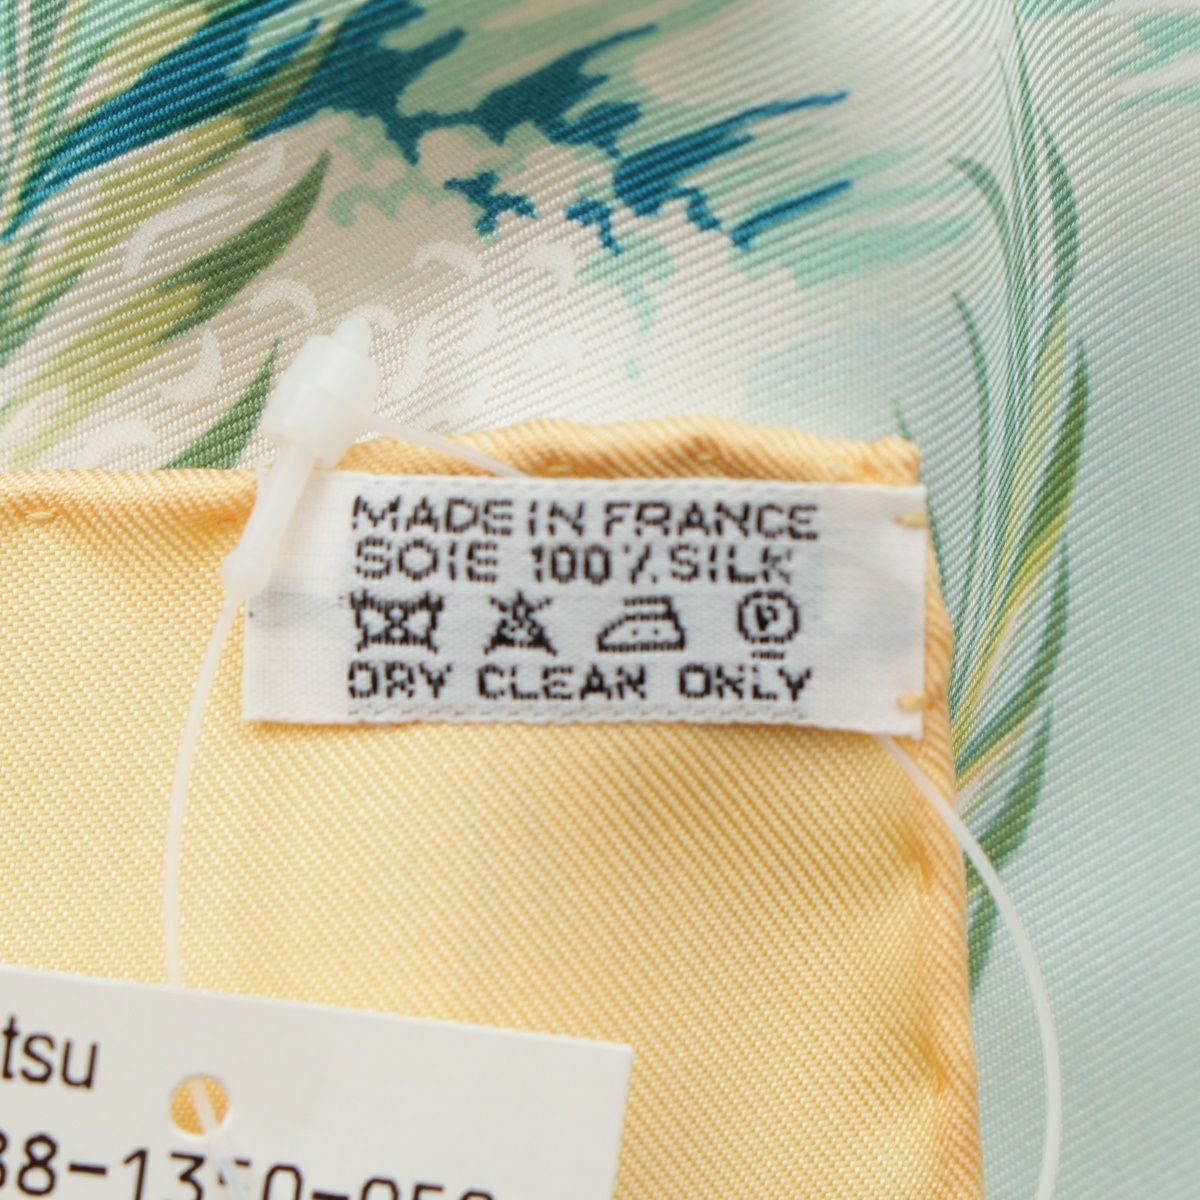 MADE IN FRANCE
SOIE 100% SILK
P
DRY CLEAN ONLY
tsu